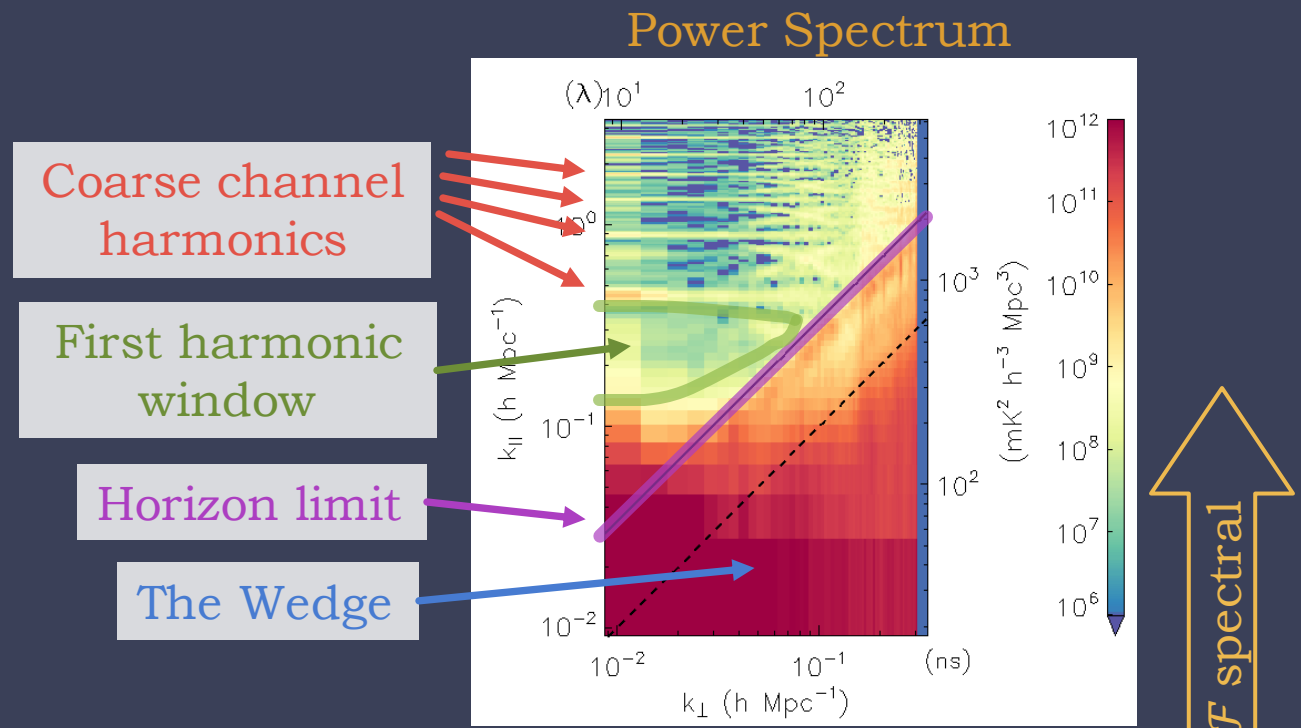 Power Spectrum
(λ)10¹ 10²
Coarse channel
harmonics
First harmonic
window
Horizon limit
The Wedge
10⁰
10⁻¹
10⁻²
k∥ (h Mpc⁻¹)
10⁻² 10⁻¹ (ns)
k⊥ (h Mpc⁻¹)
10³
10²
(mK² h⁻³ Mpc³)
10¹²
10¹¹
10¹⁰
10⁹
10⁸
10⁷
10⁶
ℱ spectral